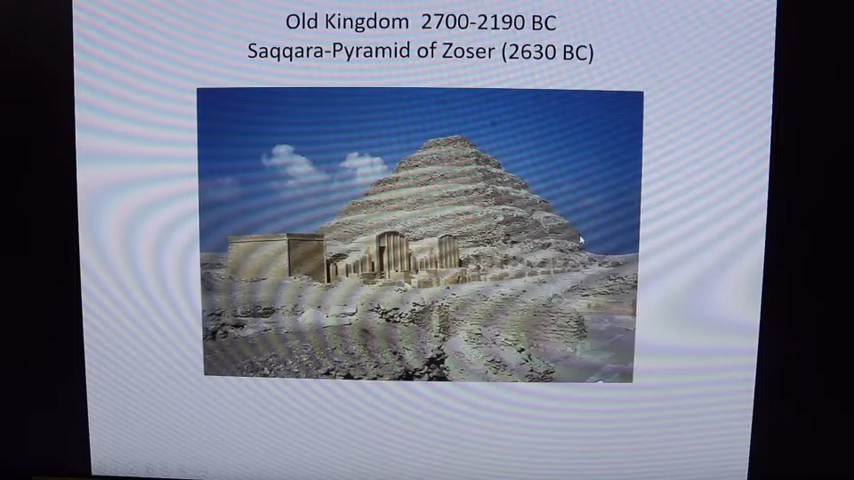 Old Kingdom 2700-2190 BC
Saqqara-Pyramid of Zoser (2630 BC)